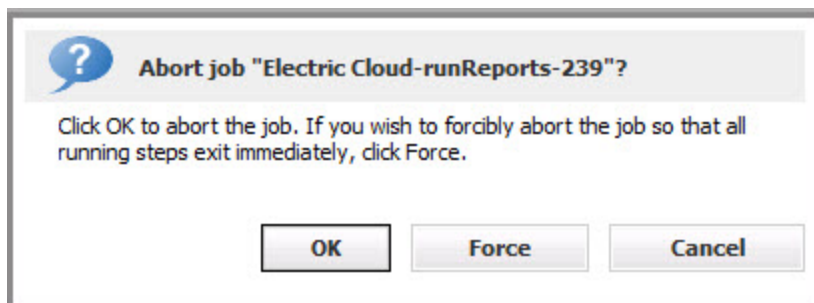 Abort job "Electric Cloud-runReports-239"?
Click OK to abort the job. If you wish to forcibly abort the job so that all
running steps exit immediately, click Force.
OK Force Cancel